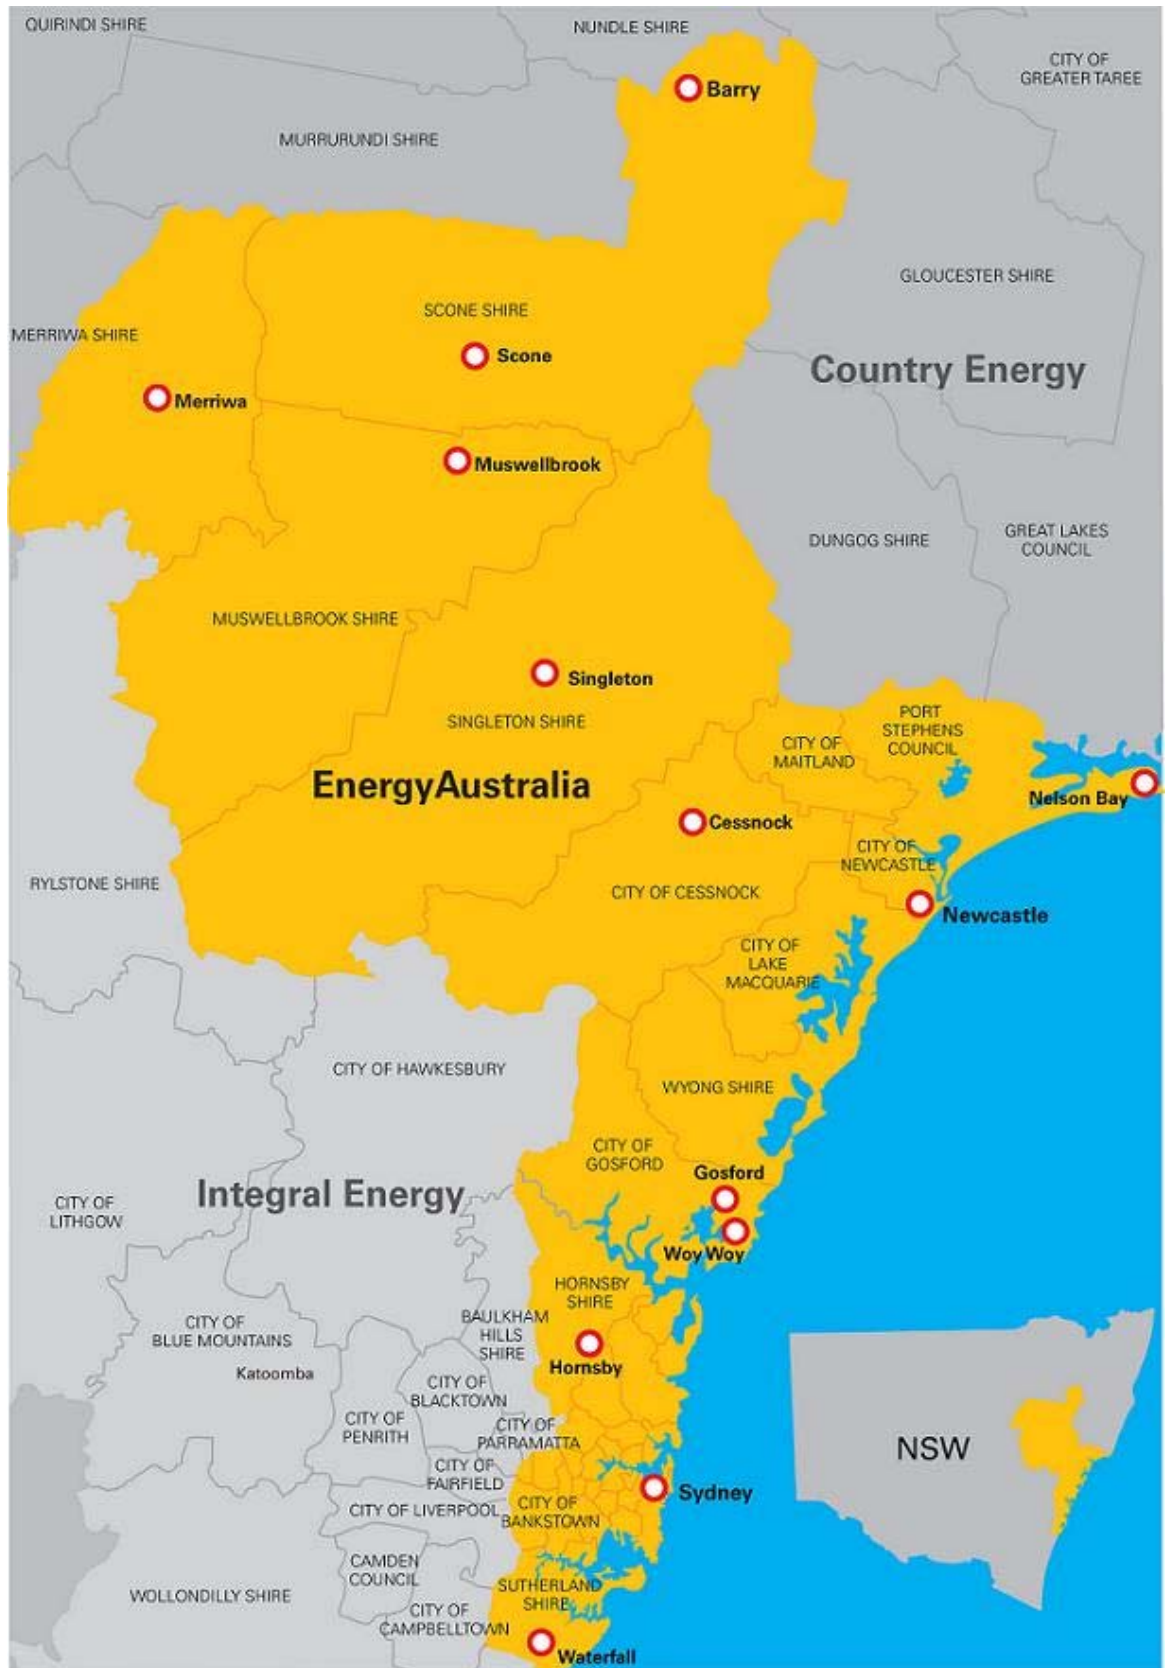 QUIRINDI SHIRE
NUNDLE SHIRE
CITY OF
GREATER TAREE
Barry
MURRURUNDI SHIRE
GLOUCESTER SHIRE
SCONE SHIRE
MERRIWA SHIRE
Scone
Country Energy
Merriwa
Muswellbrook
DUNGOG SHIRE
GREAT LAKES
COUNCIL
MUSWELLBROOK SHIRE
Singleton
SINGLETON SHIRE
PORT
STEPHENS
COUNCIL
CITY OF
MAITLAND
EnergyAustralia
Nelson Bay
Cessnock
CITY OF
NEWCASTLE
RYLSTONE SHIRE
CITY OF CESSNOCK
Newcastle
CITY OF
LAKE
MACQUARIE
CITY OF HAWKESBURY
WYONG SHIRE
CITY OF
GOSFORD
Gosford
Integral Energy
CITY OF
LITHGOW
Woy Woy
HORNSBY
SHIRE
CITY OF
BLUE MOUNTAINS
BAULKHAM
HILLS
SHIRE
Hornsby
Katoomba
CITY OF
BLACKTOWN
CITY OF
PENRITH
CITY OF
PARRAMATTA
NSW
CITY OF
FAIRFIELD
Sydney
CITY OF LIVERPOOL
CITY OF
BANKSTOWN
CAMDEN
COUNCIL
WOLLONDILLY SHIRE
SUTHERLAND
SHIRE
CITY OF
CAMPBELLTOWN
Waterfall